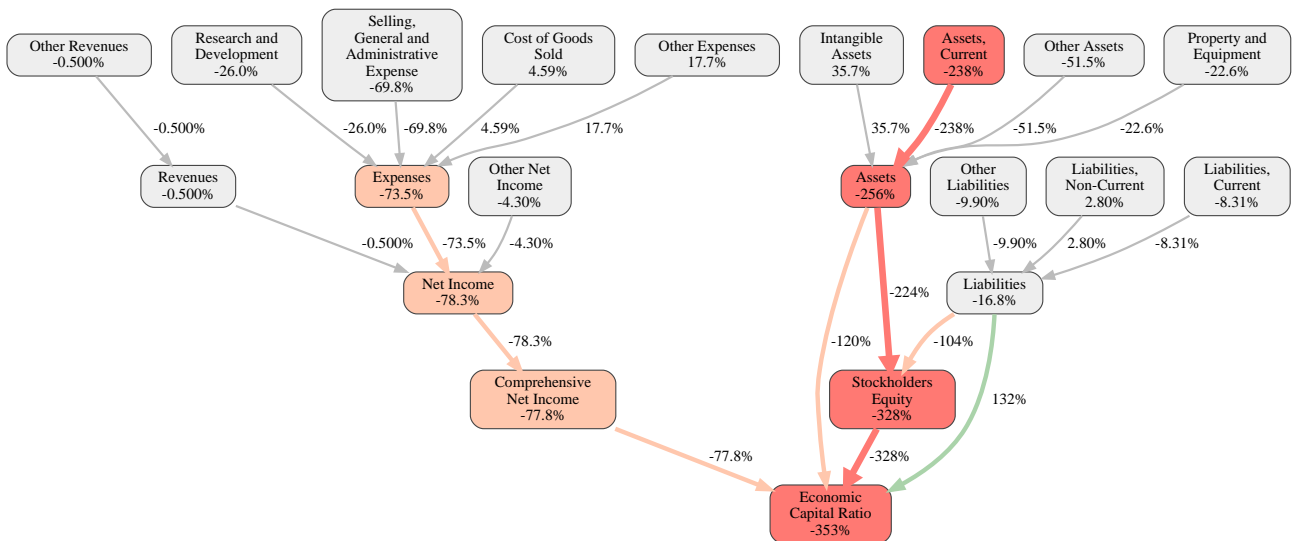 Other Revenues
-0.500%
Research and
Development
-26.0%
Selling,
General and
Administrative
Expense
-69.8%
Cost of Goods
Sold
4.59%
Other Expenses
17.7%
Intangible
Assets
35.7%
Assets,
Current
-238%
Other Assets
-51.5%
Property and
Equipment
-22.6%
-0.500%
-26.0%
-69.8%
4.59%
17.7%
35.7%
-238%
-51.5%
-22.6%
Revenues
-0.500%
Expenses
-73.5%
Other Net
Income
-4.30%
Assets
-256%
Other
Liabilities
-9.90%
Liabilities,
Non-Current
2.80%
Liabilities,
Current
-8.31%
-0.500%
-73.5%
-4.30%
-9.90%
2.80%
-8.31%
Net Income
-78.3%
Liabilities
-16.8%
-224%
-78.3%
-120%
-104%
Comprehensive
Net Income
-77.8%
Stockholders
Equity
-328%
132%
-77.8%
-328%
Economic
Capital Ratio
-353%